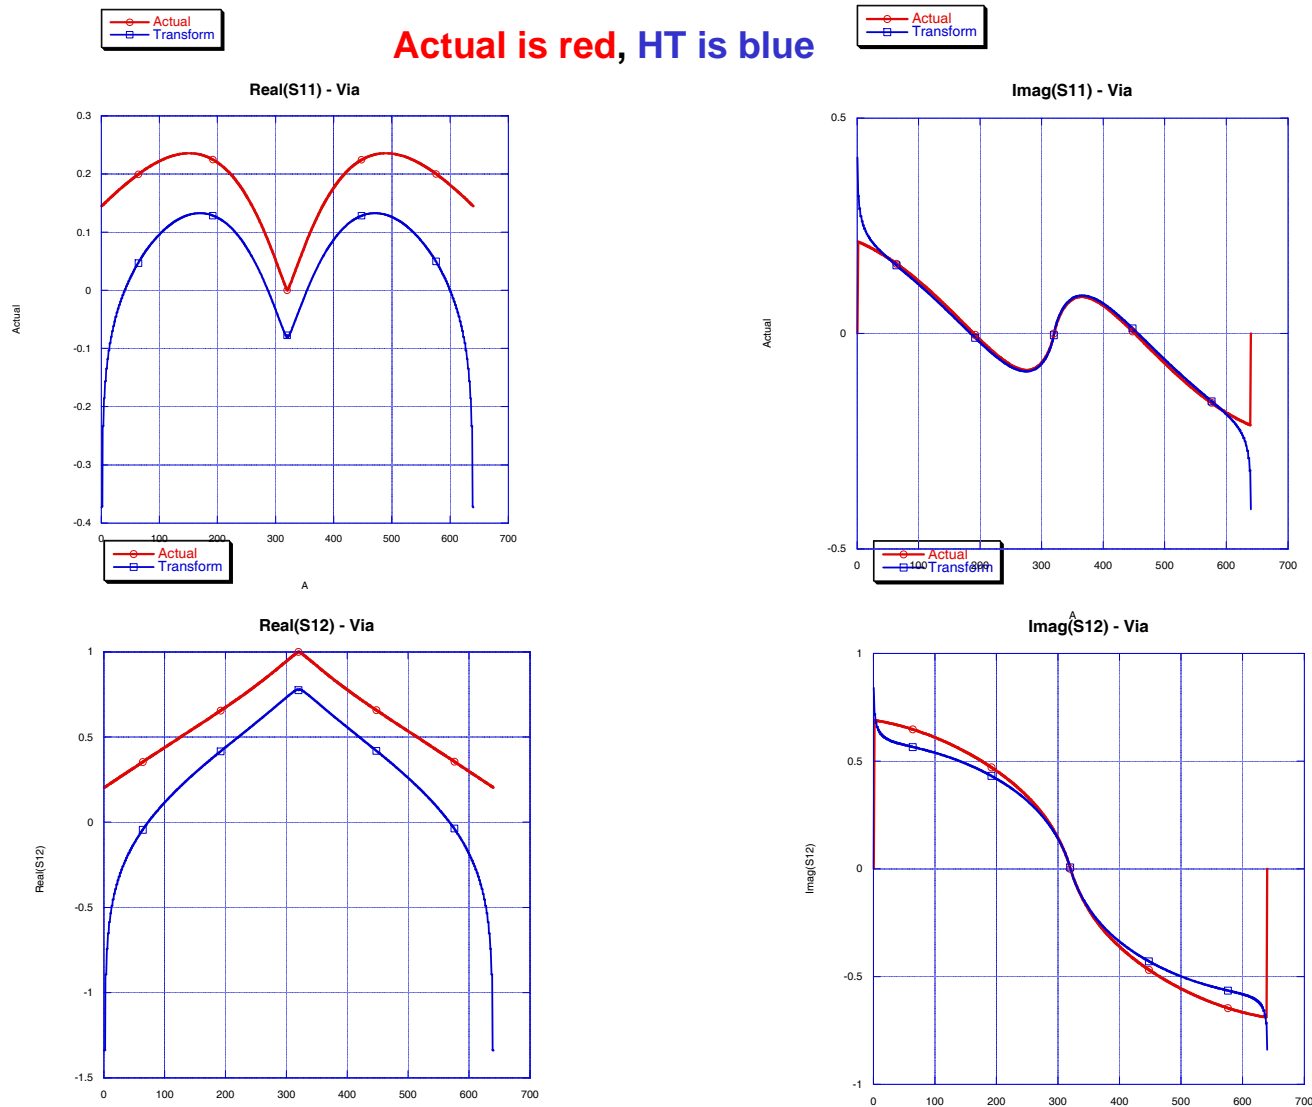 Actual
Transform
Actual is red, HT is blue
Actual
Transform
Real(S11) - Via
0.3
0.2
0.1
0
-0.1
-0.2
-0.3
-0.4
Actual
0 100 200 300 400 500 600 700
A
Imag(S11) - Via
0.5
0
-0.5
Actual
0 100 200 300 400 500 600 700
A
Actual
Transform
Real(S12) - Via
1
0.5
0
-0.5
-1
-1.5
Real(S12)
0 100 200 300 400 500 600 700
Actual
Transform
Imag(S12) - Via
1
0.5
0
-0.5
-1
Imag(S12)
0 100 200 300 400 500 600 700